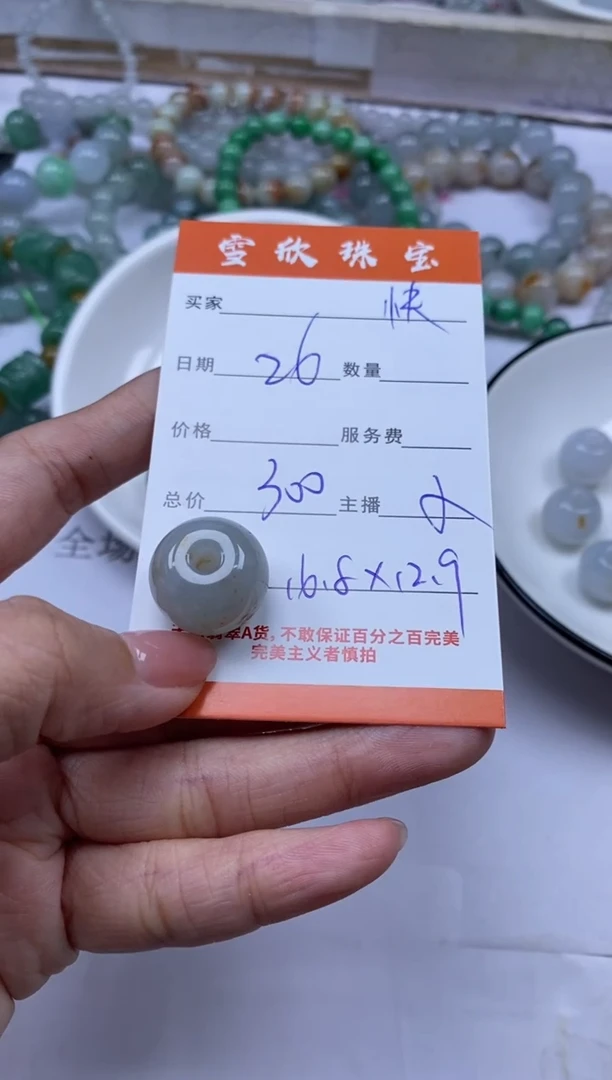 雪欣珠宝
买家 快
日期 26 数量
价格 服务费
总价 300 主播
16.8×12.9
翠A货,不敢保证百分之百完美
完美主义者慎拍
全场